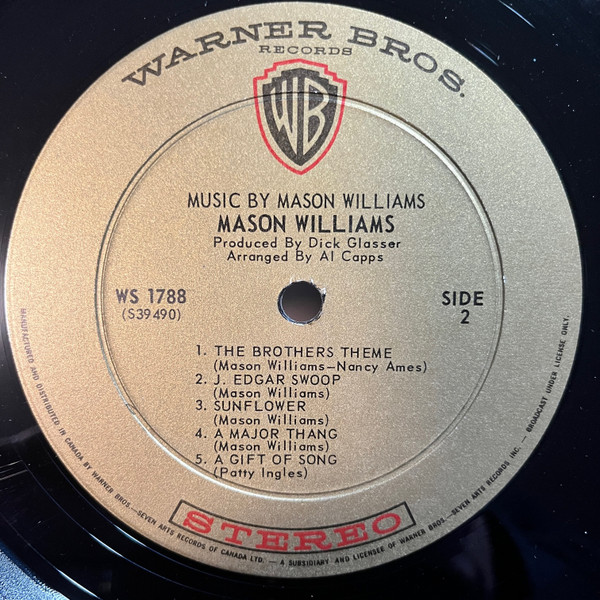 WARNER BROS.
RECORDS
WB
MUSIC BY MASON WILLIAMS
MASON WILLIAMS
Produced By Dick Glasser
Arranged By Al Capps
WS 1788
(S39490)
SIDE
2
1. THE BROTHERS THEME
(Mason Williams—Nancy Ames)
2. J. EDGAR SWOOP
(Mason Williams)
3. SUNFLOWER
(Mason Williams)
4. A MAJOR THANG
(Mason Williams)
5. A GIFT OF SONG
(Patty Ingles)
STEREO
MANUFACTURED AND DISTRIBUTED IN CANADA BY WARNER BROS.—SEVEN ARTS RECORDS OF CANADA LTD. — A SUBSIDIARY AND LICENSEE OF WARNER BROS.—SEVEN ARTS RECORDS INC. — BROADCAST UNDER LICENSE ONLY.